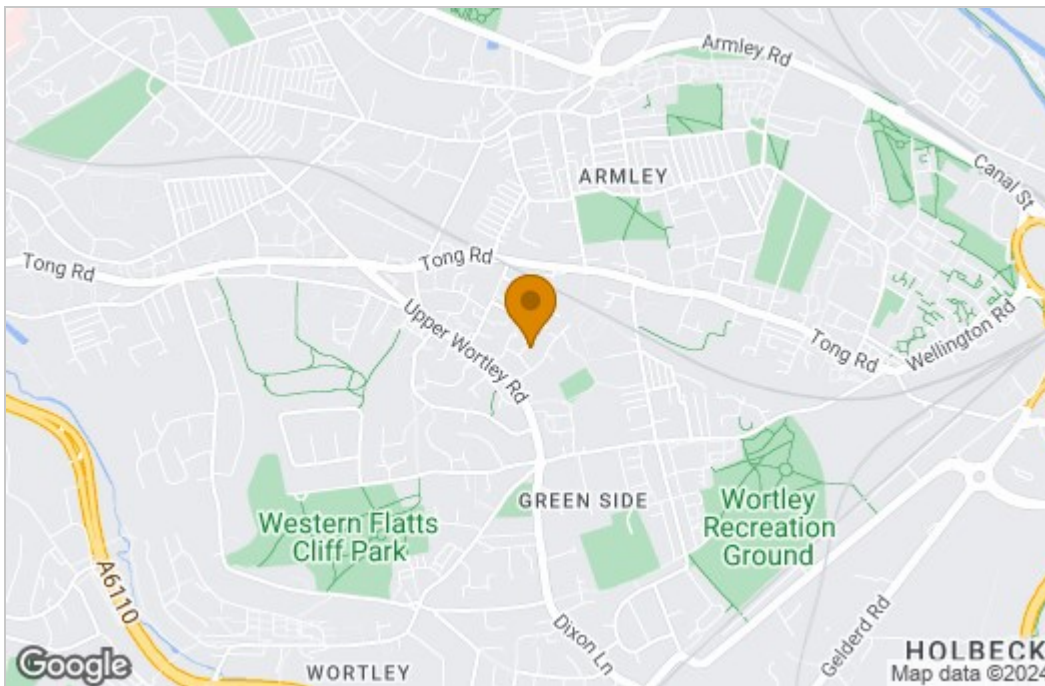 Armley Rd
Canal St
ARMLEY
Tong Rd
Tong Rd
Upper Wortley Rd
Tong Rd
Wellington Rd
GREEN SIDE
Western Flatts
Cliff Park
Wortley
Recreation
Ground
A6110
Dixon Ln
Gelderd Rd
HOLBECK
WORTLEY
Google
Map data ©2024